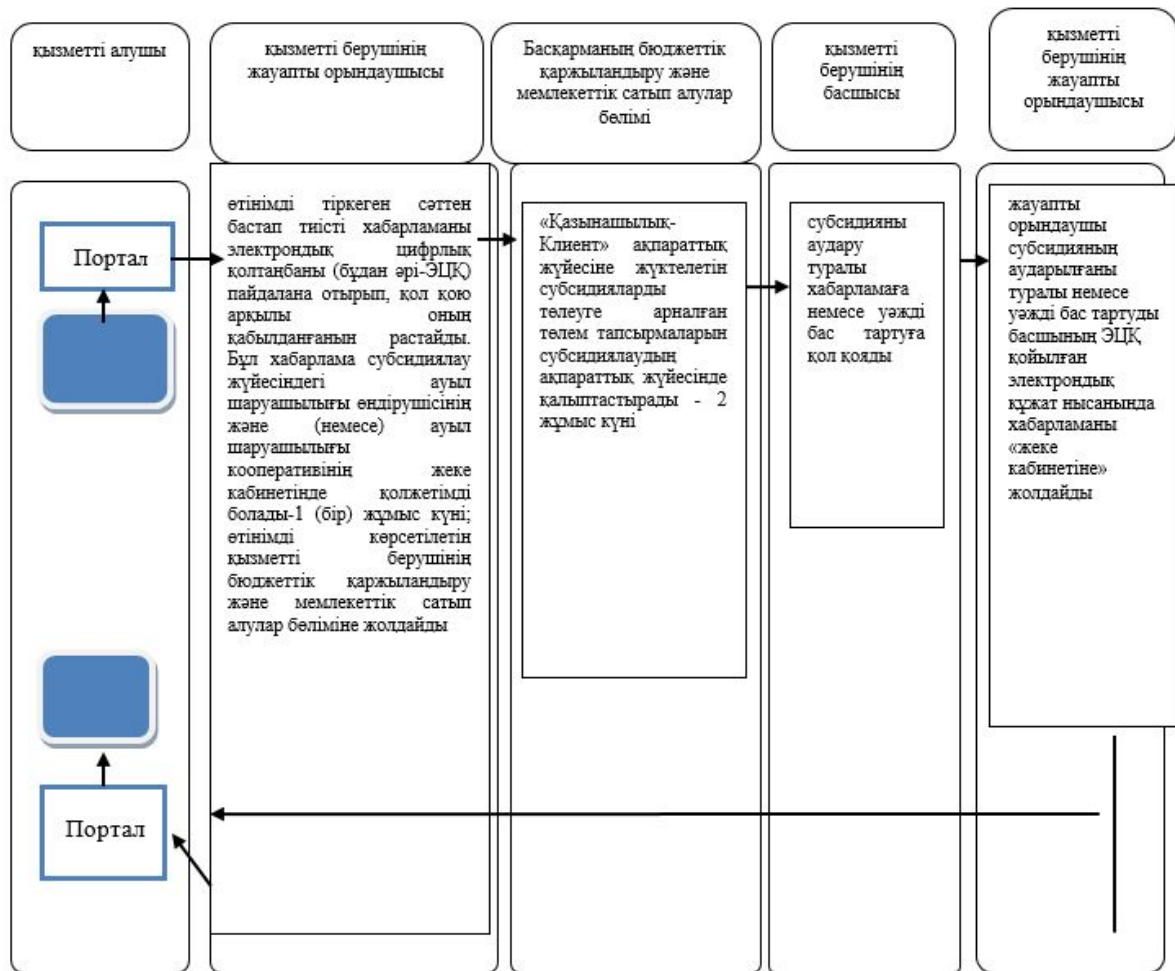 қызметті алушы
қызметті берушінің
жауапты орындаушысы
Басқарманың бюджеттік
қаржыландыру және
мемлекеттік сатып алулар
бөлімі
қызметті
берушінің
басшысы
қызметті
берушінің
жауапты
орындаушысы
Портал
өтінімді тіркеген сәттен
бастап тиісті хабарламаны
электрондық цифрлық
қолтаңбаны (бұдан әрі-ЭЦҚ)
пайдалана отырып, қол қою
арқылы оның
қабылданғанын растайды.
Бұл хабарлама субсидиялау
жүйесіндегі ауыл
шаруашылығы өндірушісінің
және (немесе) ауыл
шаруашылығы
кооперативінің жеке
кабинетінде қолжетімді
болады-1 (бір) жұмыс күні;
өтінімді көрсетілетін
қызметті берушінің
бюджеттік қаржыландыру
және мемлекеттік сатып
алулар бөліміне жолдайды
«Қазынашылық-
Клиент» ақпараттық
жүйесіне жүктелетін
субсидияларды
төлеуге арналған
төлем тапсырмаларын
субсидиялаудың
ақпараттық жүйесінде
қалыптастырады - 2
жұмыс күні
субсидияны
аудару
туралы
хабарламаға
немесе уәжді
бас тартуға
қол қояды
жауапты
орындаушы
субсидияның
аударылғаны
туралы немесе
уәжді бас тартуды
басшының ЭЦҚ
қойылған
электрондық
құжат нысанында
хабарламаны
«жеке
кабинетіне»
жолдайды
Портал